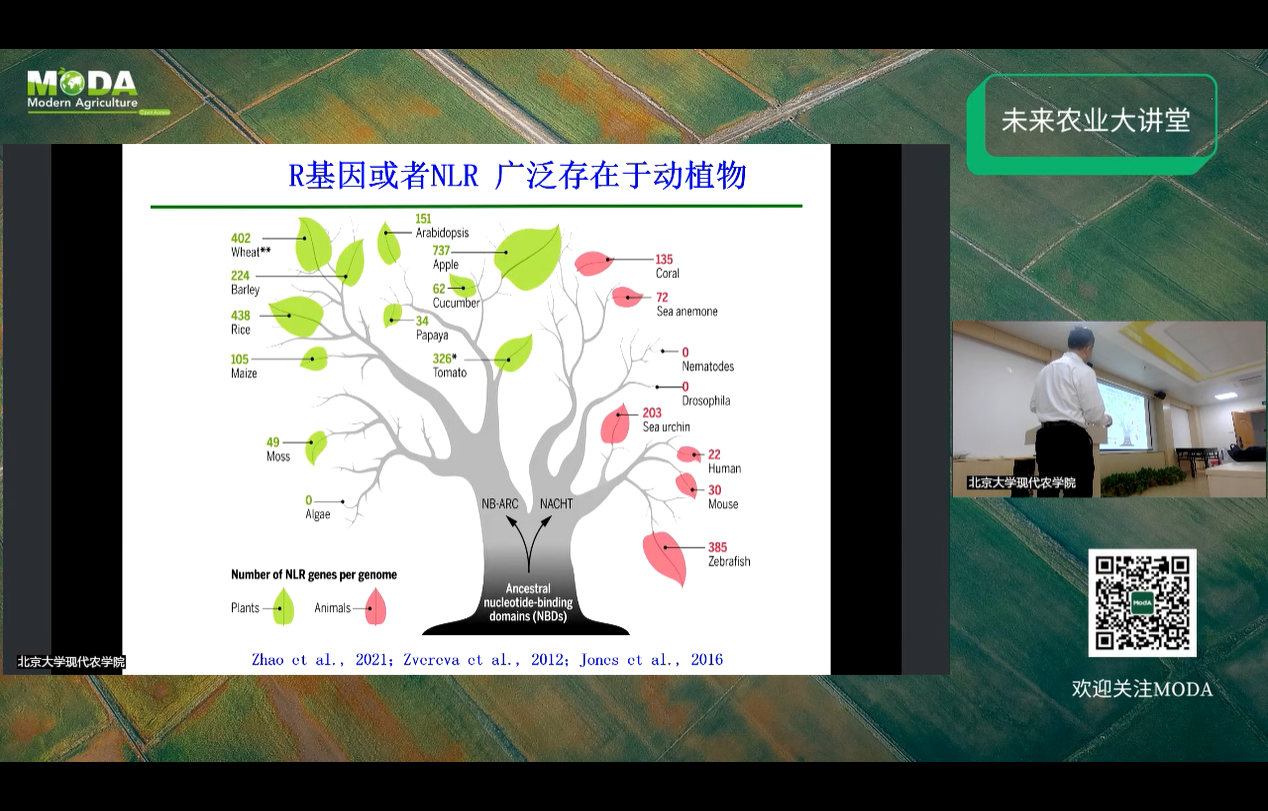 MODA
Modern Agriculture
Open Access
未来农业大讲堂
R基因或者NLR 广泛存在于动植物
402
Wheat**
224
Barley
438
Rice
105
Maize
49
Moss
0
Algae
151
Arabidopsis
737
Apple
62
Cucumber
34
Papaya
326*
Tomato
135
Coral
72
Sea anemone
0
Nematodes
0
Drosophila
203
Sea urchin
22
Human
30
Mouse
385
Zebrafish
NB-ARC
NACHT
Ancestral
nucleotide-binding
domains (NBDs)
Number of NLR genes per genome
Plants
Animals
Zhao et al., 2021; Zvereva et al., 2012; Jones et al., 2016
北京大学现代农学院
北京大学现代农学院
MODA
欢迎关注MODA